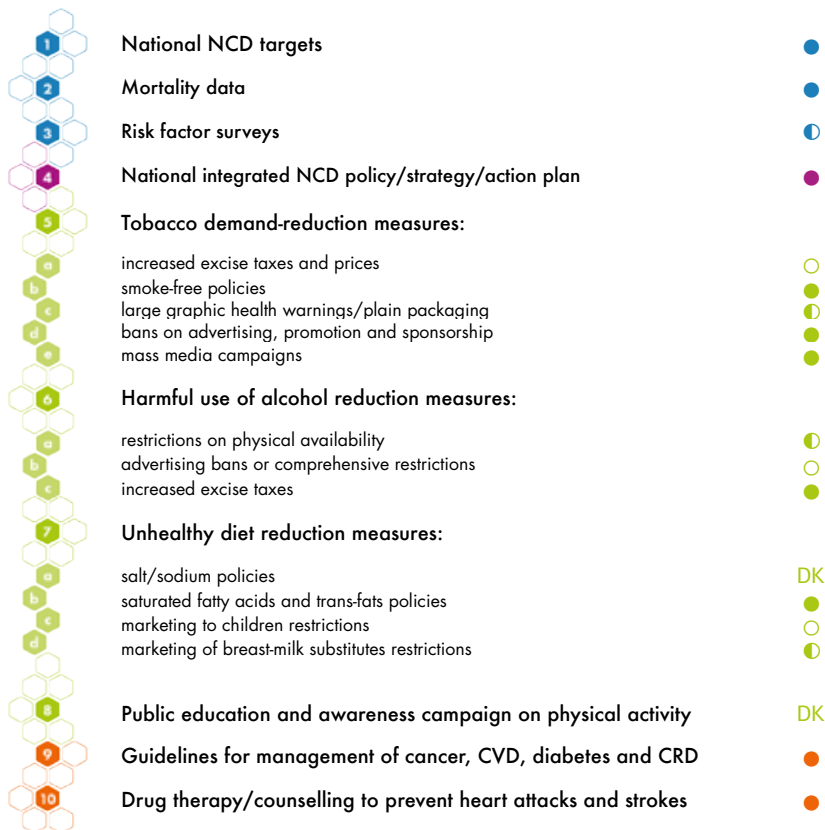 1 National NCD targets
2 Mortality data
3 Risk factor surveys
4 National integrated NCD policy/strategy/action plan
5 Tobacco demand-reduction measures:
a increased excise taxes and prices
b smoke-free policies
c large graphic health warnings/plain packaging
d bans on advertising, promotion and sponsorship
e mass media campaigns
6 Harmful use of alcohol reduction measures:
a restrictions on physical availability
b advertising bans or comprehensive restrictions
c increased excise taxes
7 Unhealthy diet reduction measures:
a salt/sodium policies DK
b saturated fatty acids and trans-fats policies
c marketing to children restrictions
d marketing of breast-milk substitutes restrictions
8 Public education and awareness campaign on physical activity DK
9 Guidelines for management of cancer, CVD, diabetes and CRD
10 Drug therapy/counselling to prevent heart attacks and strokes